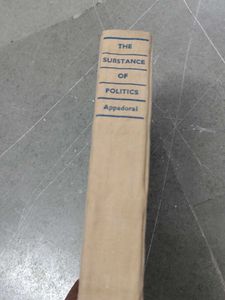 THE
SUBSTANCE
OF
POLITICS
Appadorai